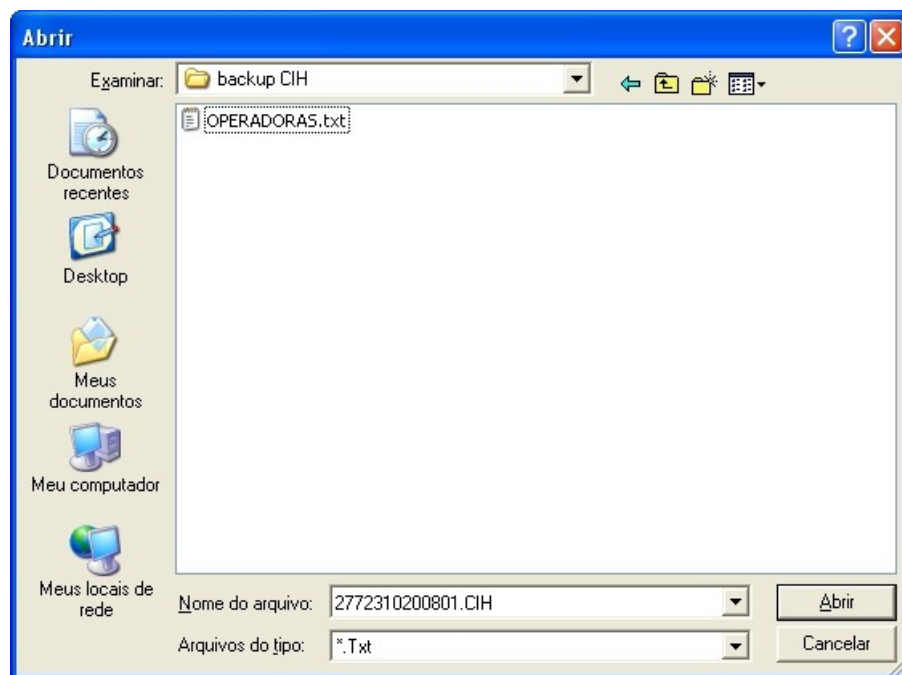 Abrir
Examinar:
backup CIH
OPERADORAS.txt
Documentos
recentes
Desktop
Meus
documentos
Meu computador
Meus locais de
rede
Nome do arquivo:
2772310200801.CIH
Abrir
Arquivos do tipo:
*.Txt
Cancelar